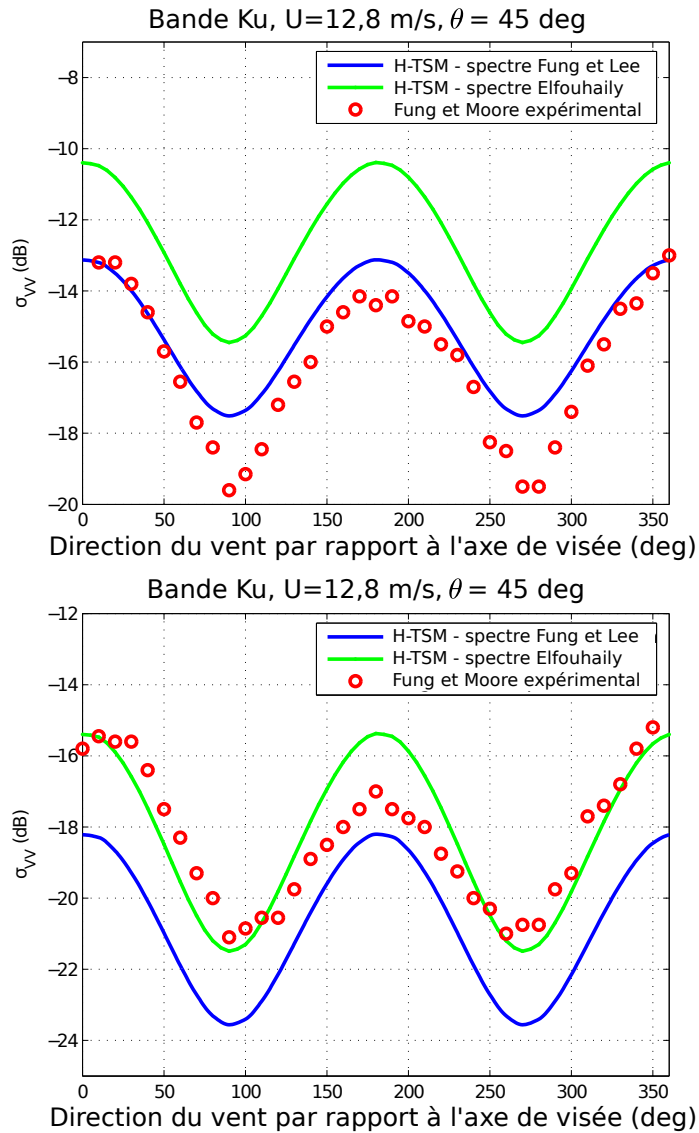 Bande Ku, U=12,8 m/s, θ = 45 deg
H-TSM - spectre Fung et Lee
H-TSM - spectre Elfouhaily
Fung et Moore expérimental
σVV (dB)
−8
−10
−12
−14
−16
−18
−20
0 50 100 150 200 250 300 350
Direction du vent par rapport à l'axe de visée (deg)
Bande Ku, U=12,8 m/s, θ = 45 deg
H-TSM - spectre Fung et Lee
H-TSM - spectre Elfouhaily
Fung et Moore expérimental
σVV (dB)
−12
−14
−16
−18
−20
−22
−24
0 50 100 150 200 250 300 350
Direction du vent par rapport à l'axe de visée (deg)